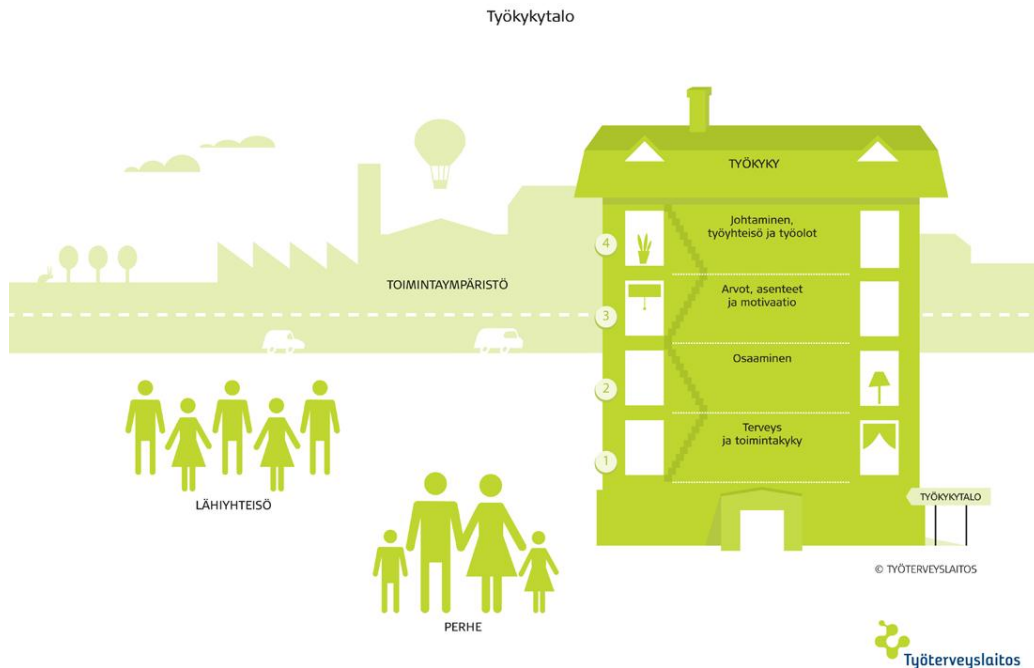 Työkykytalo
TYÖKYKY
4
Johtaminen,
työyhteisö ja työolot
TOIMINTAYMPÄRISTÖ
3
Arvot, asenteet
ja motivaatio
2
Osaaminen
1
Terveys
ja toimintakyky
LÄHIYHTEISÖ
PERHE
TYÖKYKYTALO
© TYÖTERVEYSLAITOS
Työterveyslaitos